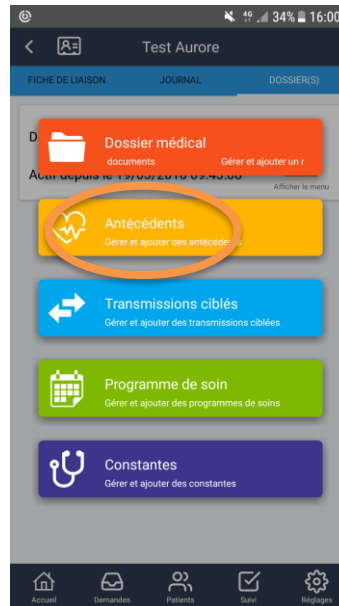 4G 34% 16:00
Test Aurore
FICHE DE LIAISON JOURNAL DOSSIER(S)
D
Dossier médical
documents Gérer et ajouter un r
Actif depuis le 19/03/2018 09:43:00
Afficher le menu
Antécédents
Gérer et ajouter des antécédents
Transmissions ciblés
Gérer et ajouter des transmissions ciblées
Programme de soin
Gérer et ajouter des programmes de soins
Constantes
Gérer et ajouter des constantes
Accueil Demandes Patients Suivi Réglages